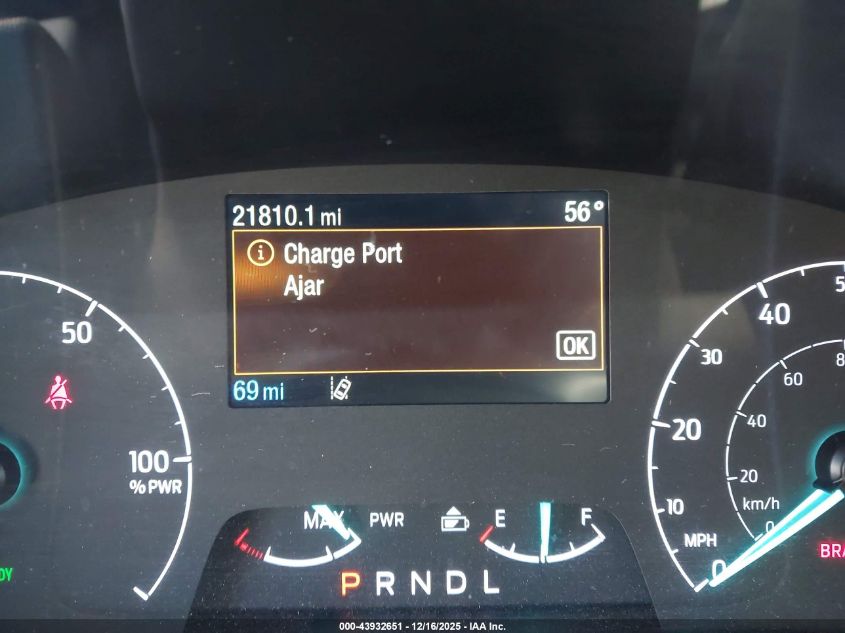 21810.1 mi 56°
Charge Port
Ajar
OK
69 mi
50
100
% PWR
MAX PWR
E F
P R N D L
40
30
20
10
MPH
0
60
40
20
km/h
0
000-43932651 - 12/16/2025 - IAA Inc.